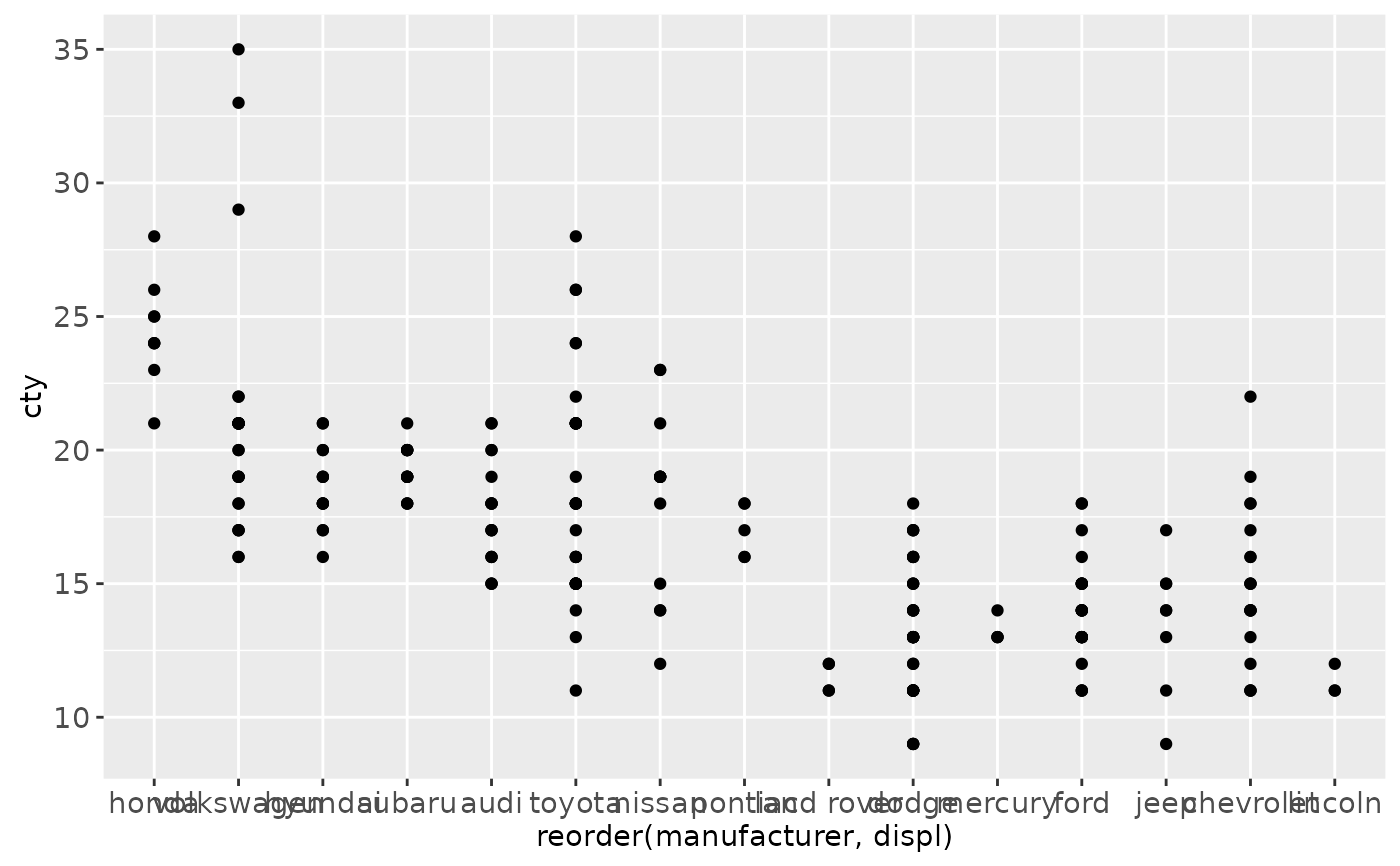 35
30
25
cty
20
15
10
honda volkswagen hyundai subaru audi toyota nissan pontiac land rover dodge mercury ford jeep chevrolet lincoln
reorder(manufacturer, displ)